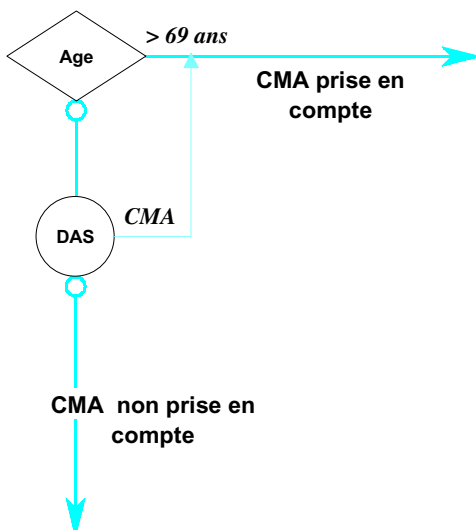 > 69 ans
Age
CMA prise en
compte
CMA
DAS
CMA non prise en
compte